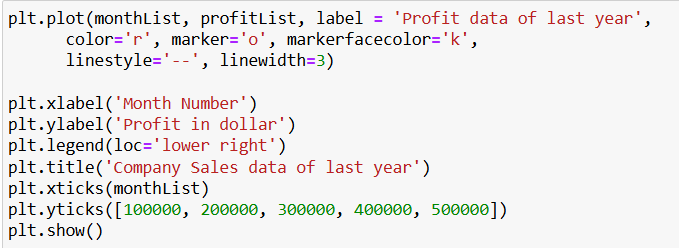 plt.plot(monthList, profitList, label = 'Profit data of last year',
color='r', marker='o', markerfacecolor='k',
linestyle='--', linewidth=3)
plt.xlabel('Month Number')
plt.ylabel('Profit in dollar')
plt.legend(loc='lower right')
plt.title('Company Sales data of last year')
plt.xticks(monthList)
plt.yticks([100000, 200000, 300000, 400000, 500000])
plt.show()